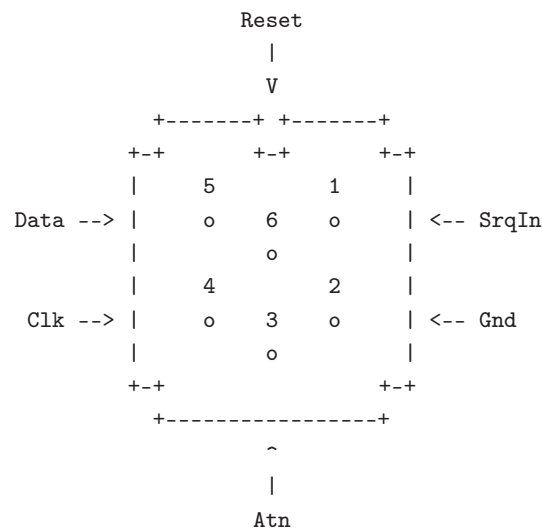 Reset
|
V
+-------+ +-------+
+-+ +-+ +-+
| 5 1 |
Data --> | o 6 o | <-- SrqIn
| o |
| 4 2 |
Clk --> | o 3 o | <-- Gnd
| o |
+-+ +-+
+-----------------+
^
|
Atn